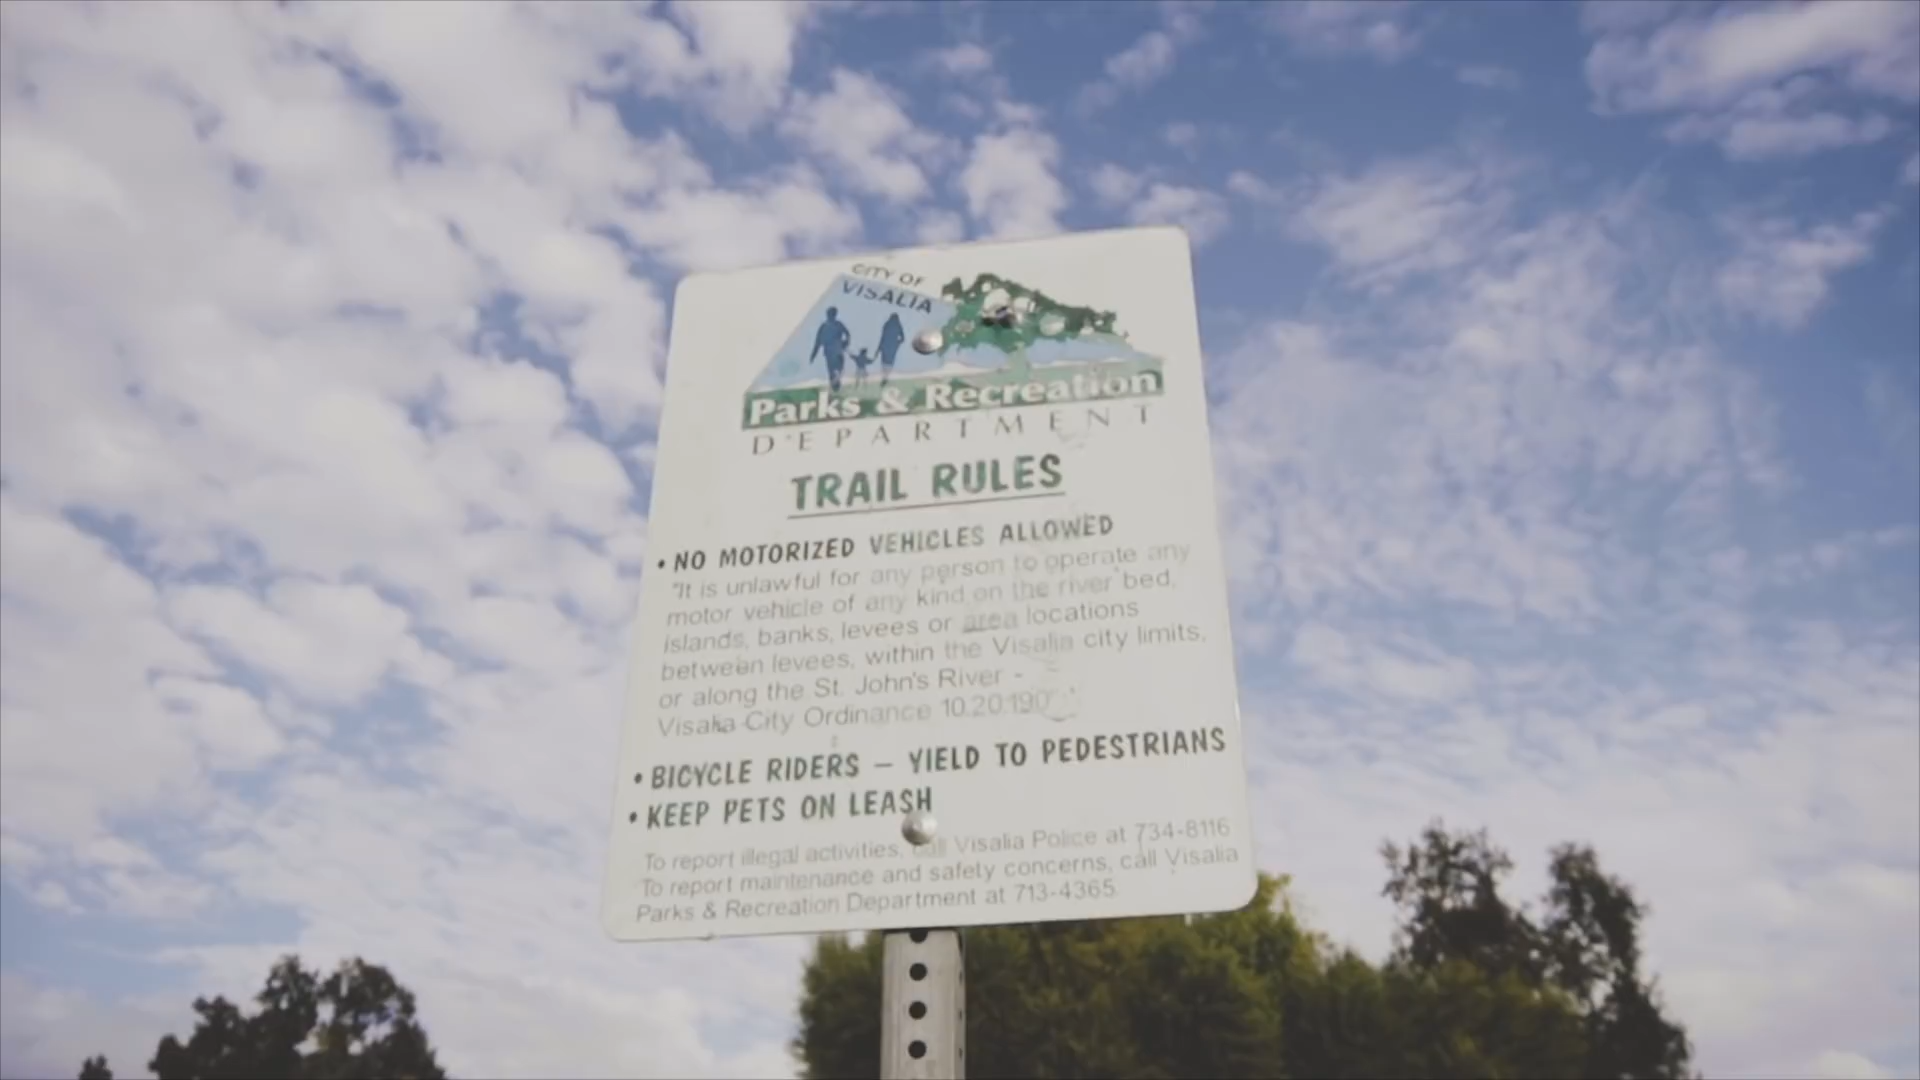 CITY OF
VISALIA
Parks & Recreation
DEPARTMENT
TRAIL RULES
• NO MOTORIZED VEHICLES ALLOWED
"It is unlawful for any person to operate any
motor vehicle of any kind on the river bed,
islands, banks, levees or area locations
between levees, within the Visalia city limits,
or along the St. John's River -
Visalia City Ordinance 10.20.190"
• BICYCLE RIDERS – YIELD TO PEDESTRIANS
• KEEP PETS ON LEASH
To report illegal activities, call Visalia Police at 734-8116
To report maintenance and safety concerns, call Visalia
Parks & Recreation Department at 713-4365